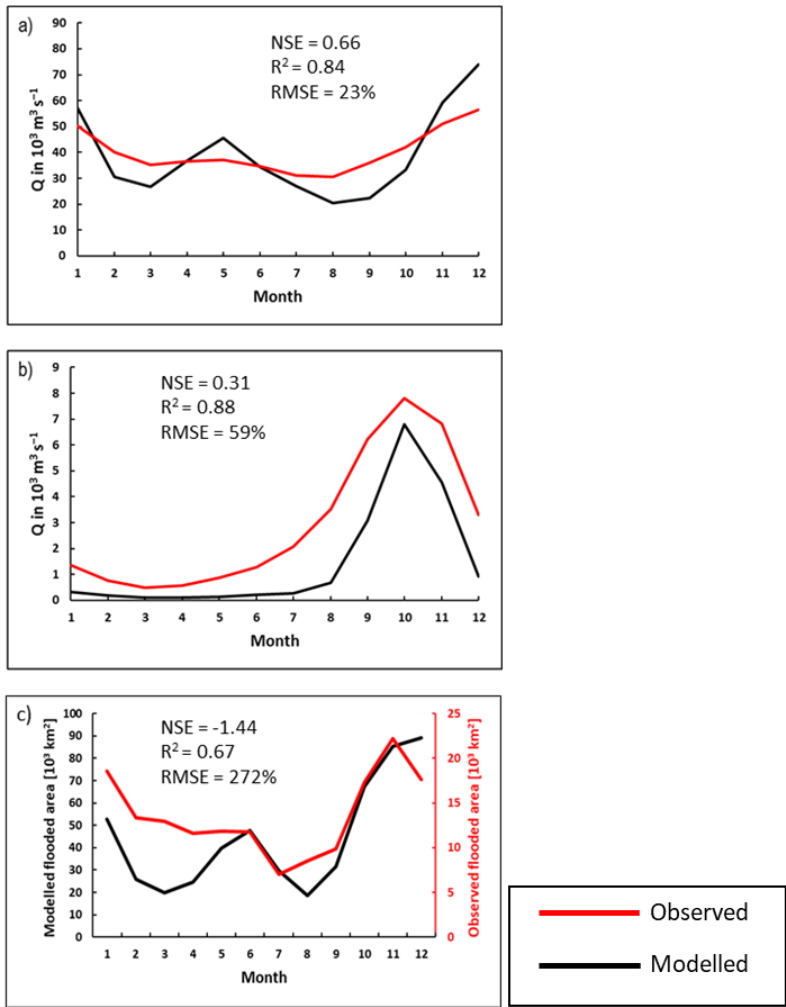 a)
NSE = 0.66
R² = 0.84
RMSE = 23%
Q in 10³ m³ s⁻¹
90
80
70
60
50
40
30
20
10
0
1 2 3 4 5 6 7 8 9 10 11 12
Month
b)
NSE = 0.31
R² = 0.88
RMSE = 59%
Q in 10³ m³ s⁻¹
9
8
7
6
5
4
3
2
1
0
1 2 3 4 5 6 7 8 9 10 11 12
Month
c)
NSE = -1.44
R² = 0.67
RMSE = 272%
Modelled flooded area [10³ km²]
100
90
80
70
60
50
40
30
20
10
0
1 2 3 4 5 6 7 8 9 10 11 12
Month
25
20
15
10
5
0
Observed flooded area [10³ km²]
Observed
Modelled